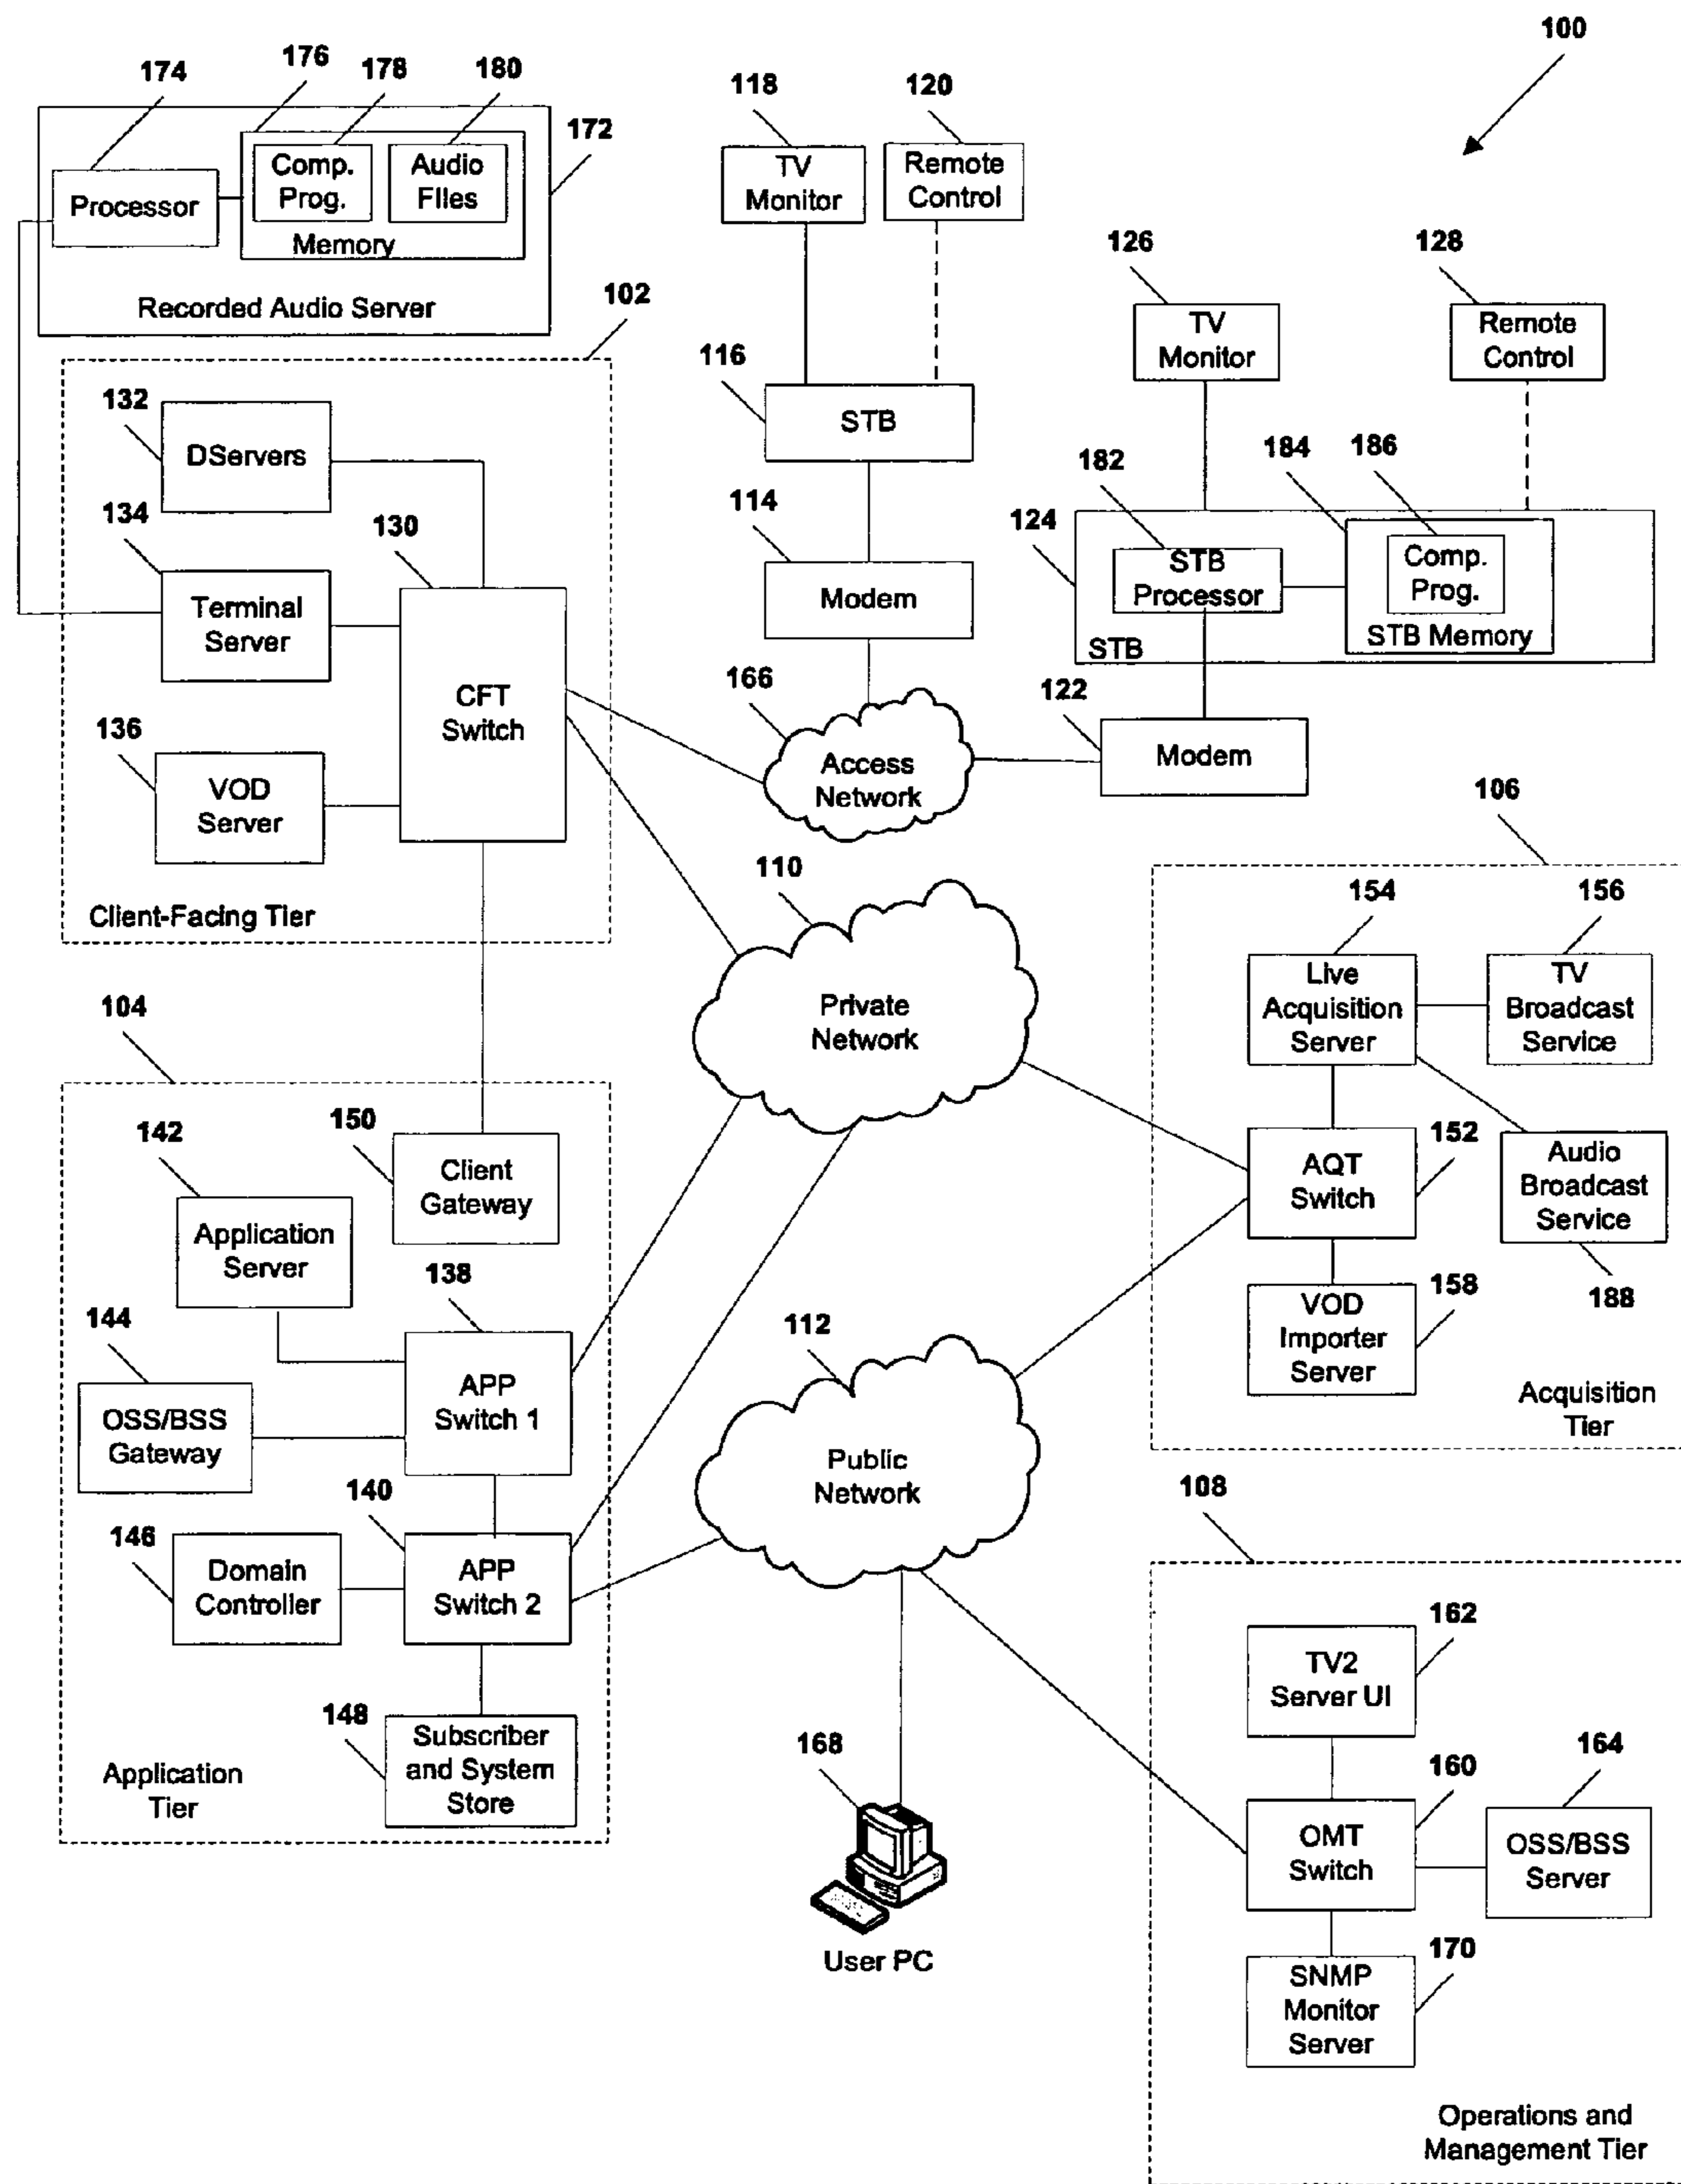 100
174
176
178
180
172
Processor
Comp.
Prog.
Audio
FIles
Memory
Recorded Audio Server
118
120
TV
Monitor
Remote
Control
116
STB
114
Modem
126
128
TV
Monitor
Remote
Control
182
184
186
124
STB
Processor
Comp.
Prog.
STB Memory
STB
122
Modem
166
Access
Network
102
132
DServers
134
130
Terminal
Server
CFT
Switch
136
VOD
Server
Client-Facing Tier
110
Private
Network
106
154
156
Live
Acquisition
Server
TV
Broadcast
Service
152
AQT
Switch
Audio
Broadcast
Service
188
158
VOD
Importer
Server
Acquisition
Tier
104
150
Client
Gateway
142
Application
Server
138
144
APP
Switch 1
OSS/BSS
Gateway
140
146
Domain
Controller
APP
Switch 2
148
Subscriber
and System
Store
Application
Tier
112
Public
Network
168
User PC
108
162
TV2
Server UI
160
164
OMT
Switch
OSS/BSS
Server
170
SNMP
Monitor
Server
Operations and
Management Tier